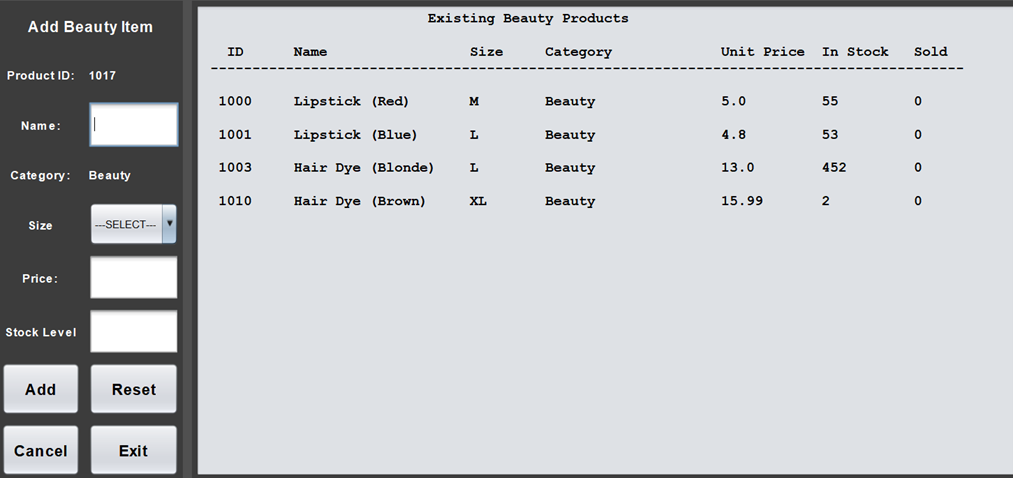 Add Beauty Item
Product ID: 1017
Name:
Category: Beauty
Size ---SELECT---
Price:
Stock Level
Add Reset
Cancel Exit
Existing Beauty Products
ID Name Size Category Unit Price In Stock Sold
--------------------------------------------------------------------------------
1000 Lipstick (Red) M Beauty 5.0 55 0
1001 Lipstick (Blue) L Beauty 4.8 53 0
1003 Hair Dye (Blonde) L Beauty 13.0 452 0
1010 Hair Dye (Brown) XL Beauty 15.99 2 0